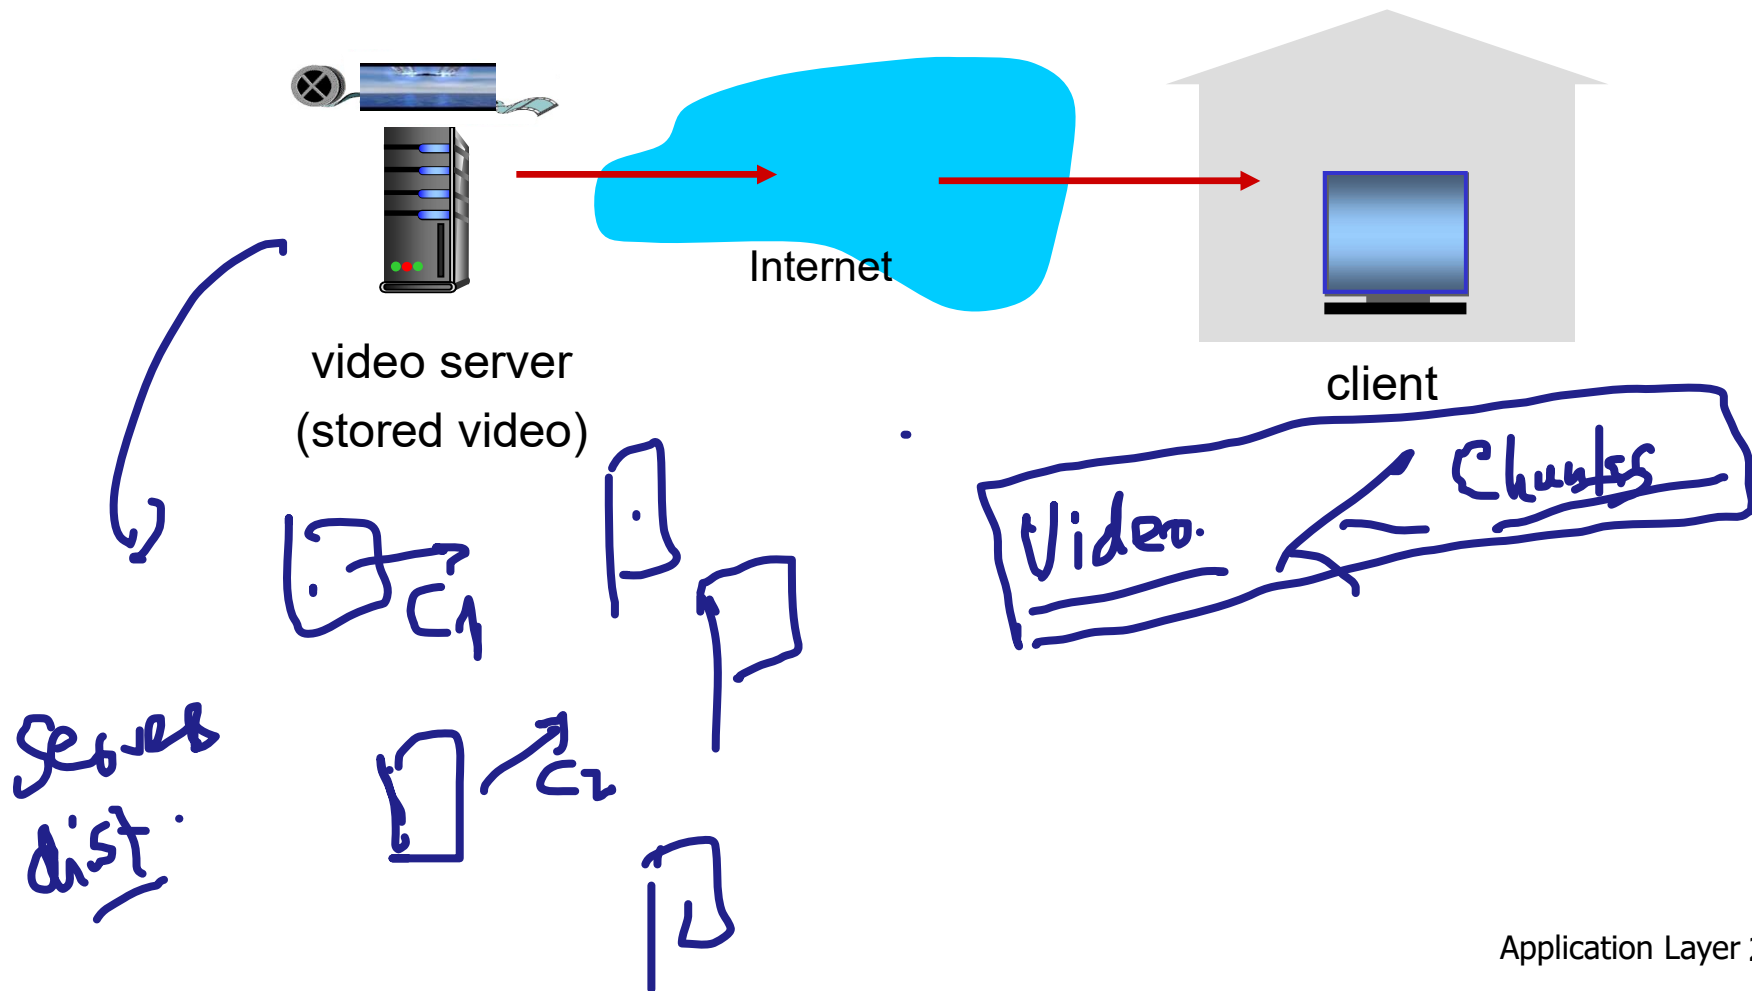 Internet
video server
(stored video)
client
Video.
Chunks
C1
C2
Servers
dist.
Application Layer